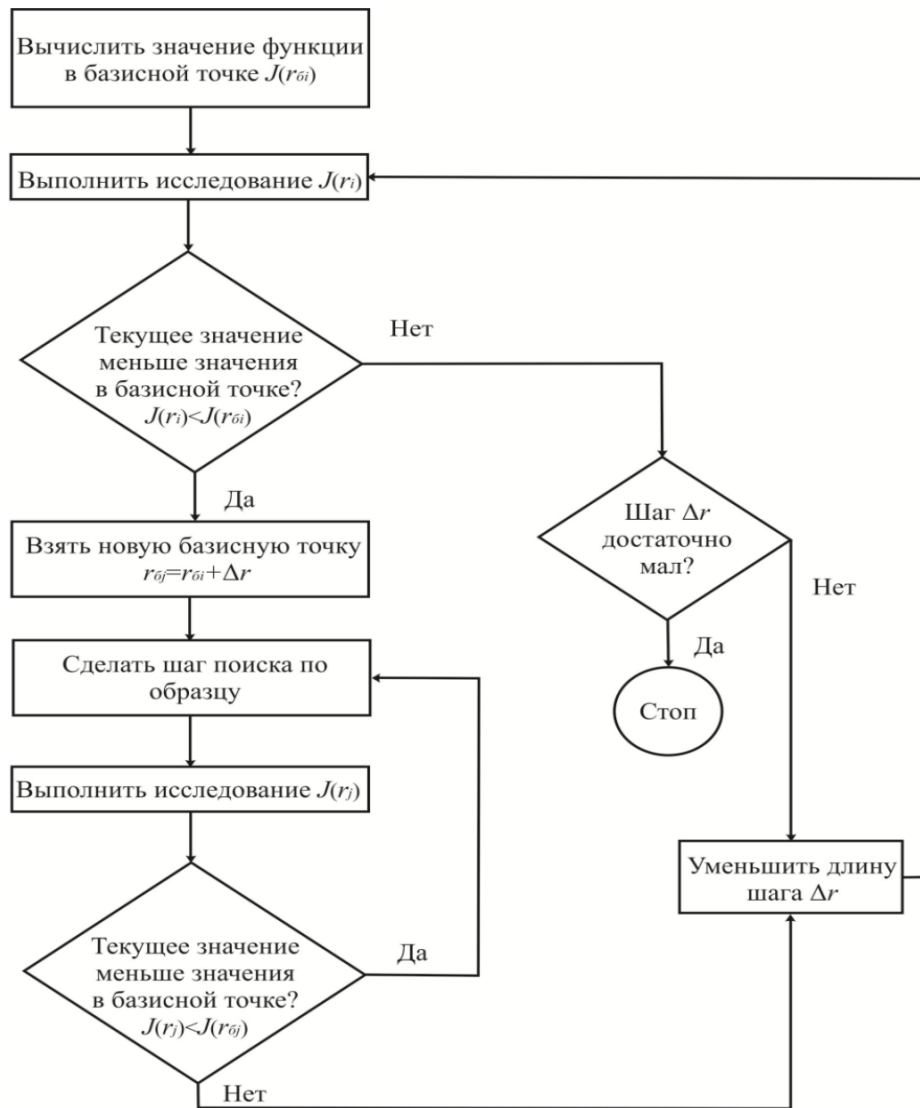 Вычислить значение функции
в базисной точке J(rбi)
Выполнить исследование J(ri)
Текущее значение
меньше значения
в базисной точке?
J(ri)<J(rбi)
Нет
Да
Взять новую базисную точку
rбj=rбi+Δr
Шаг Δr
достаточно
мал?
Нет
Да
Стоп
Сделать шаг поиска по
образцу
Выполнить исследование J(rj)
Уменьшить длину
шага Δr
Текущее значение
меньше значения
в базисной точке?
J(rj)<J(rбj)
Да
Нет